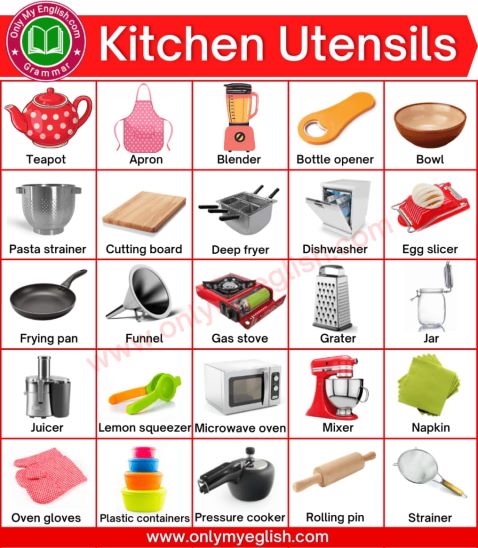 Only My English.com
Grammar
Kitchen Utensils
Teapot
Apron
Blender
Bottle opener
Bowl
Pasta strainer
Cutting board
Deep fryer
Dishwasher
Egg slicer
Frying pan
Funnel
Gas stove
Grater
Jar
Juicer
Lemon squeezer
Microwave oven
Mixer
Napkin
Oven gloves
Plastic containers
Pressure cooker
Rolling pin
Strainer
www.onlymyenglish.com
www.onlymyeglish.com